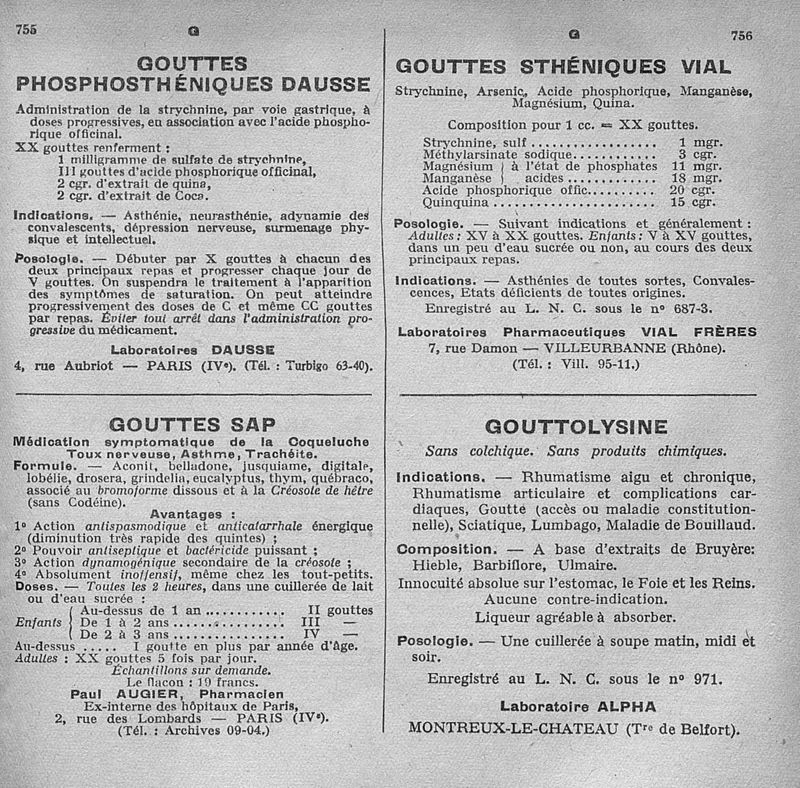 755
G
GOUTTES
PHOSPHOSTHÉNIQUES DAUSSE
Administration de la strychnine, par voie gastrique, à
doses progressives, en association avec l'acide phospho-
rique officinal.
XX gouttes renferment :
1 milligramme de sulfate de strychnine,
III gouttes d'acide phosphorique officinal,
2 cgr. d'extrait de quina,
2 cgr. d'extrait de Coca.
Indications. — Asthénie, neurasthénie, adynamie des
convalescents, dépression nerveuse, surmenage phy-
sique et intellectuel.
Posologie. — Débuter par X gouttes à chacun des
deux principaux repas et progresser chaque jour de
V gouttes. On suspendra le traitement à l'apparition
des symptômes de saturation. On peut atteindre
progressivement des doses de C et même CC gouttes
par repas. Éviter tout arrêt dans l'administration pro-
gressive du médicament.
Laboratoires DAUSSE
4, rue Aubriot — PARIS (IVe). (Tél. : Turbigo 63-40).
GOUTTES SAP
Médication symptomatique de la Coqueluche
Toux nerveuse, Asthme, Trachéite.
Formule. — Aconit, belladone, jusquiame, digitale,
lobélie, drosera, grindelia, eucalyptus, thym, québraco,
associé au bromoforme dissous et à la Créosote de hêtre
(sans Codéine).
Avantages :
1° Action antispasmodique et anticatarrhale énergique
(diminution très rapide des quintes) ;
2° Pouvoir antiseptique et bactéricide puissant ;
3° Action dynamogénique secondaire de la créosote ;
4° Absolument inoffensif, même chez les tout-petits.
Doses. — Toutes les 2 heures, dans une cuillerée de lait
ou d'eau sucrée :
Enfants { Au-dessus de 1 an ........... II gouttes
De 1 à 2 ans ............... III —
De 2 à 3 ans ............... IV —
Au-dessus ..... I goutte en plus par année d'âge.
Adultes : XX gouttes 5 fois par jour.
Échantillons sur demande.
Le flacon : 19 francs.
Paul AUGIER, Pharmacien
Ex-interne des hôpitaux de Paris,
2, rue des Lombards — PARIS (IVe).
(Tél. : Archives 09-04.)
G
756
GOUTTES STHÉNIQUES VIAL
Strychnine, Arsenic, Acide phosphorique, Manganèse,
Magnésium, Quina.
Composition pour 1 cc. = XX gouttes.
Strychnine, sulf .................. 1 mgr.
Méthylarsinate sodique............ 3 cgr.
Magnésium } à l'état de phosphates 11 mgr.
Manganèse } acides ............. 18 mgr.
Acide phosphorique offic.......... 20 cgr.
Quinquina ....................... 15 cgr.
Posologie. — Suivant indications et généralement :
Adultes : XV à XX gouttes. Enfants : V à XV gouttes,
dans un peu d'eau sucrée ou non, au cours des deux
principaux repas.
Indications. — Asthénies de toutes sortes, Convales-
cences, Etats déficients de toutes origines.
Enregistré au L. N. C. sous le n° 687-3.
Laboratoires Pharmaceutiques VIAL FRÈRES
7, rue Damon — VILLEURBANNE (Rhône).
(Tél. : Vill. 95-11.)
GOUTTOLYSINE
Sans colchique. Sans produits chimiques.
Indications. — Rhumatisme aigu et chronique,
Rhumatisme articulaire et complications car-
diaques, Goutte (accès ou maladie constitution-
nelle), Sciatique, Lumbago, Maladie de Bouillaud.
Composition. — A base d'extraits de Bruyère:
Hieble, Barbiflore, Ulmaire.
Innocuité absolue sur l'estomac, le Foie et les Reins.
Aucune contre-indication.
Liqueur agréable à absorber.
Posologie. — Une cuillerée à soupe matin, midi et
soir.
Enregistré au L. N. C. sous le n° 971.
Laboratoire ALPHA
MONTREUX-LE-CHATEAU (Tre de Belfort).